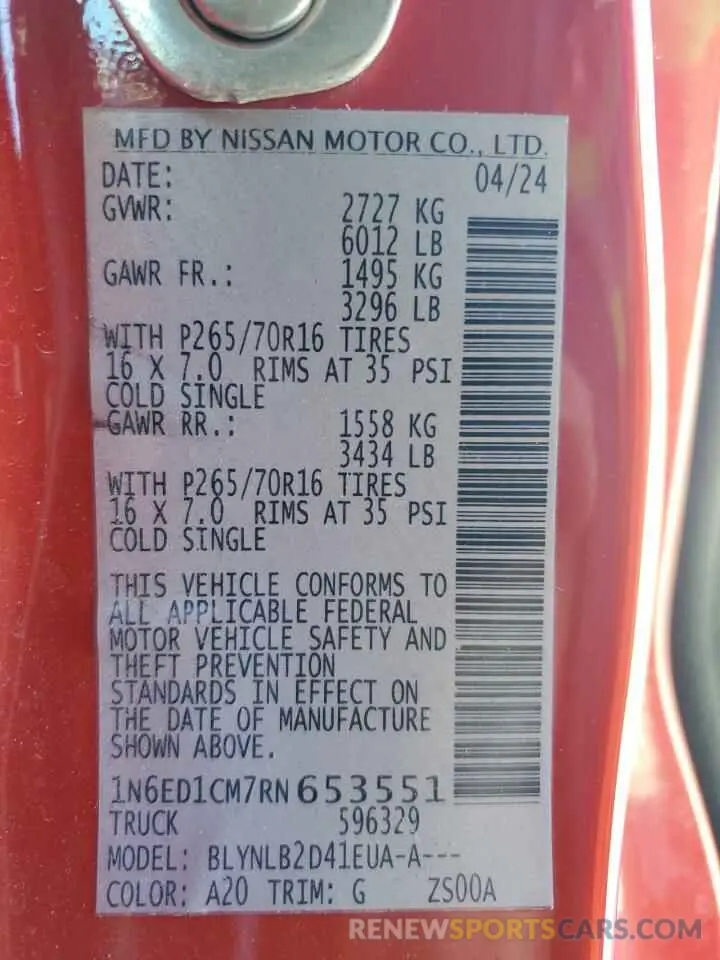 MFD BY NISSAN MOTOR CO., LTD.
DATE: 04/24
GVWR: 2727 KG
6012 LB
GAWR FR.: 1495 KG
3296 LB
WITH P265/70R16 TIRES
16 X 7.0 RIMS AT 35 PSI
COLD SINGLE
GAWR RR.: 1558 KG
3434 LB
WITH P265/70R16 TIRES
16 X 7.0 RIMS AT 35 PSI
COLD SINGLE
THIS VEHICLE CONFORMS TO
ALL APPLICABLE FEDERAL
MOTOR VEHICLE SAFETY AND
THEFT PREVENTION
STANDARDS IN EFFECT ON
THE DATE OF MANUFACTURE
SHOWN ABOVE.
1N6ED1CM7RN653551
TRUCK 596329
MODEL: BLYNLB2D41EUA-A---
COLOR: A20 TRIM: G ZS00A
RENEWSPORTSCARS.COM